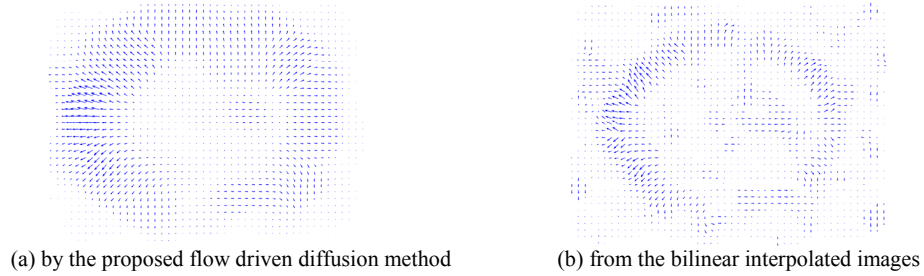 (a) by the proposed flow driven diffusion method
(b) from the bilinear interpolated images